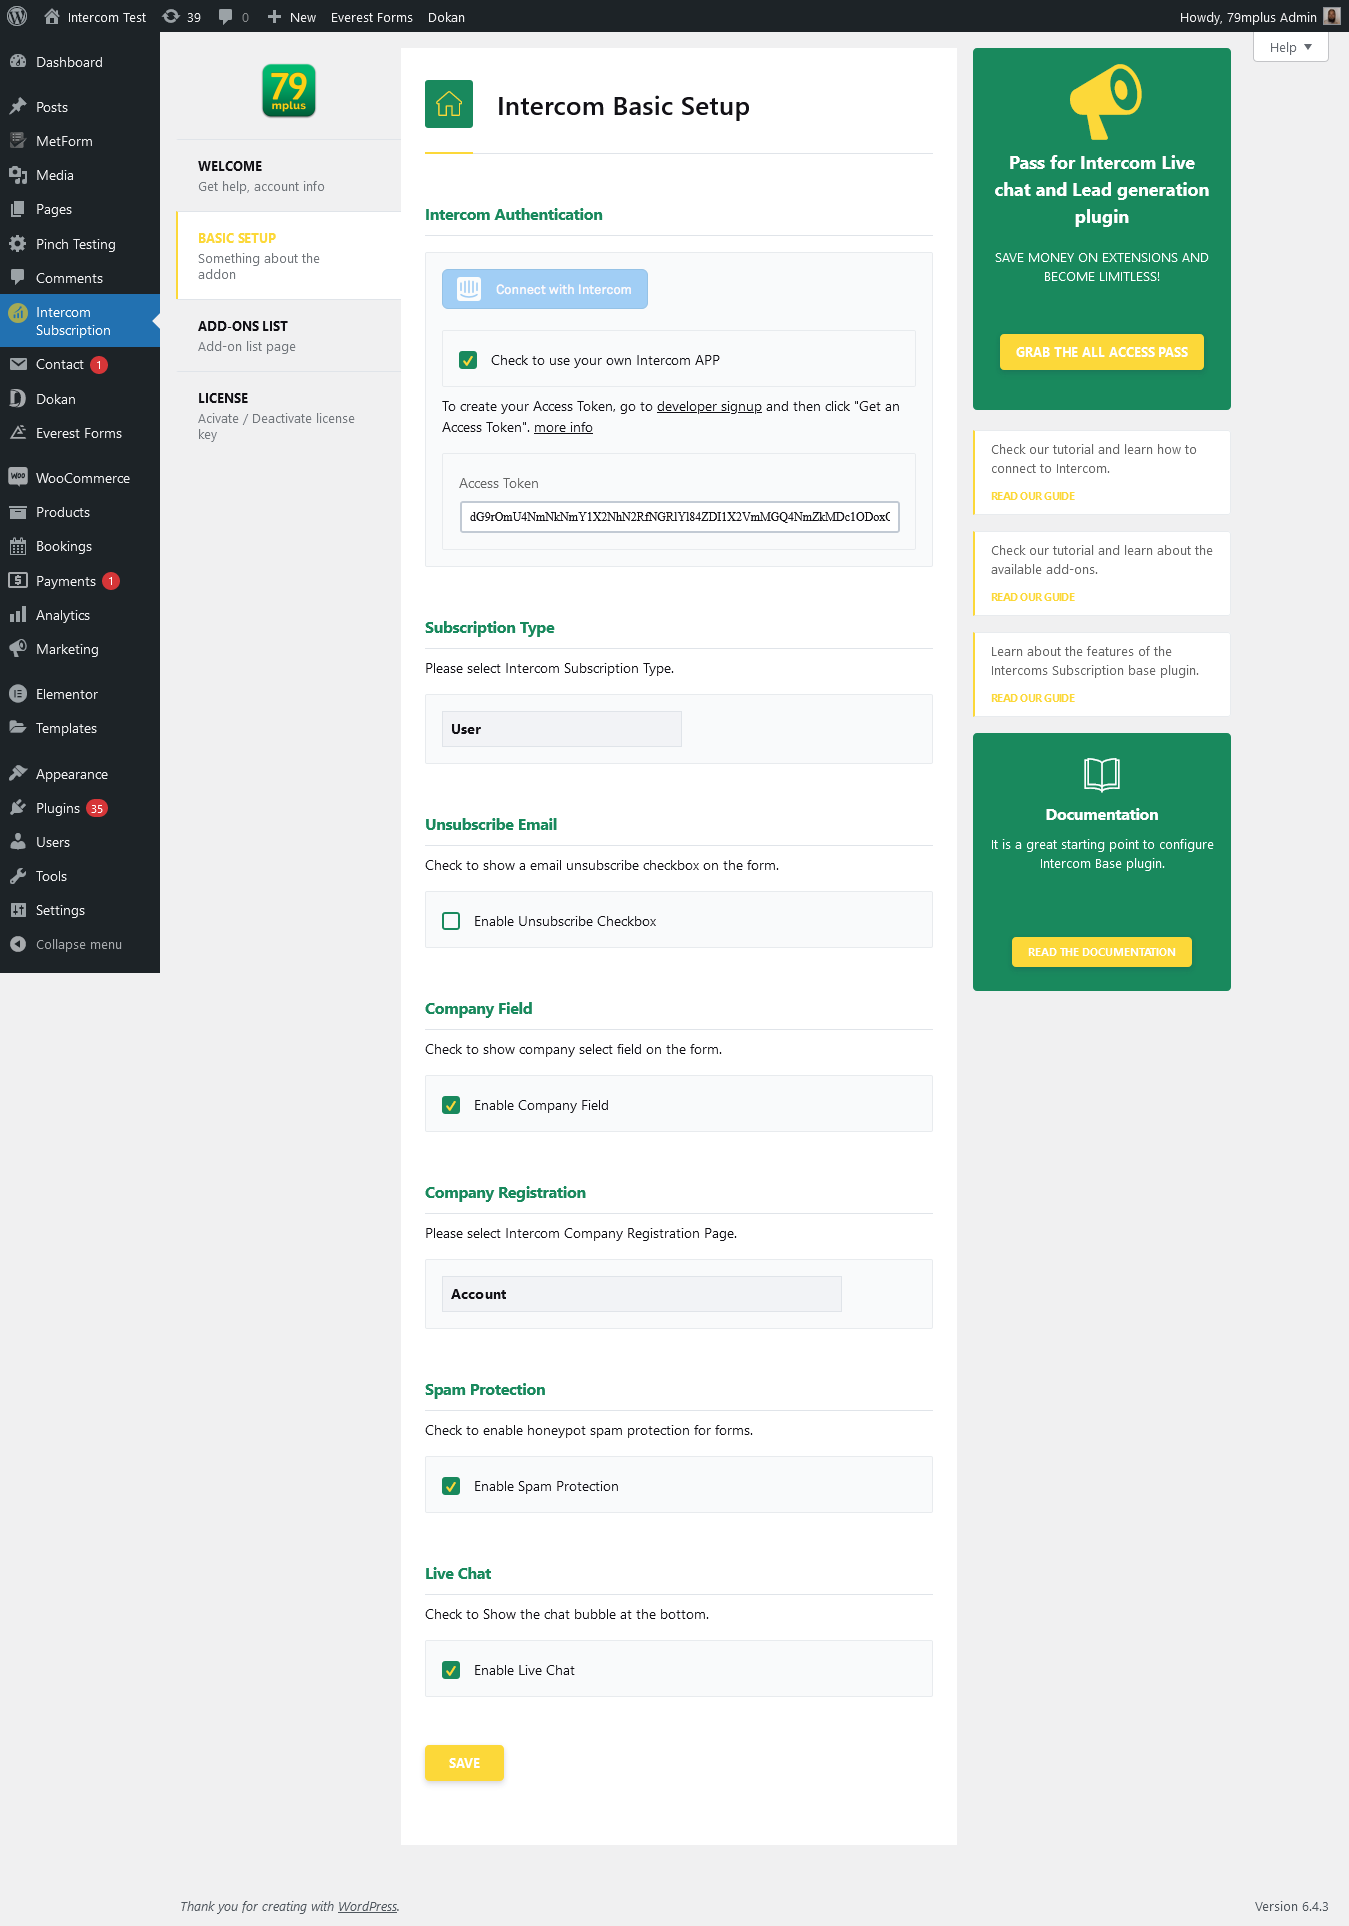 Intercom Test 39 0 New Everest Forms Dokan
Howdy, 79mplus Admin
Help
Dashboard
Posts
MetForm
Media
Pages
Pinch Testing
Comments
Intercom
Subscription
Contact 1
Dokan
Everest Forms
WooCommerce
Products
Bookings
Payments 1
Analytics
Marketing
Elementor
Templates
Appearance
Plugins 35
Users
Tools
Settings
Collapse menu
79
mplus
WELCOME
Get help, account info
BASIC SETUP
Something about the
addon
ADD-ONS LIST
Add-on list page
LICENSE
Acivate / Deactivate license
key
Intercom Basic Setup
Intercom Authentication
Connect with Intercom
Check to use your own Intercom APP
To create your Access Token, go to developer signup and then click "Get an
Access Token". more info
Access Token
Subscription Type
Please select Intercom Subscription Type.
User
Unsubscribe Email
Check to show a email unsubscribe checkbox on the form.
Enable Unsubscribe Checkbox
Company Field
Check to show company select field on the form.
Enable Company Field
Company Registration
Please select Intercom Company Registration Page.
Account
Spam Protection
Check to enable honeypot spam protection for forms.
Enable Spam Protection
Live Chat
Check to Show the chat bubble at the bottom.
Enable Live Chat
SAVE
Pass for Intercom Live
chat and Lead generation
plugin
SAVE MONEY ON EXTENSIONS AND
BECOME LIMITLESS!
GRAB THE ALL ACCESS PASS
Check our tutorial and learn how to
connect to Intercom.
READ OUR GUIDE
Check our tutorial and learn about the
available add-ons.
READ OUR GUIDE
Learn about the features of the
Intercoms Subscription base plugin.
READ OUR GUIDE
Documentation
It is a great starting point to configure
Intercom Base plugin.
READ THE DOCUMENTATION
Thank you for creating with WordPress.
Version 6.4.3